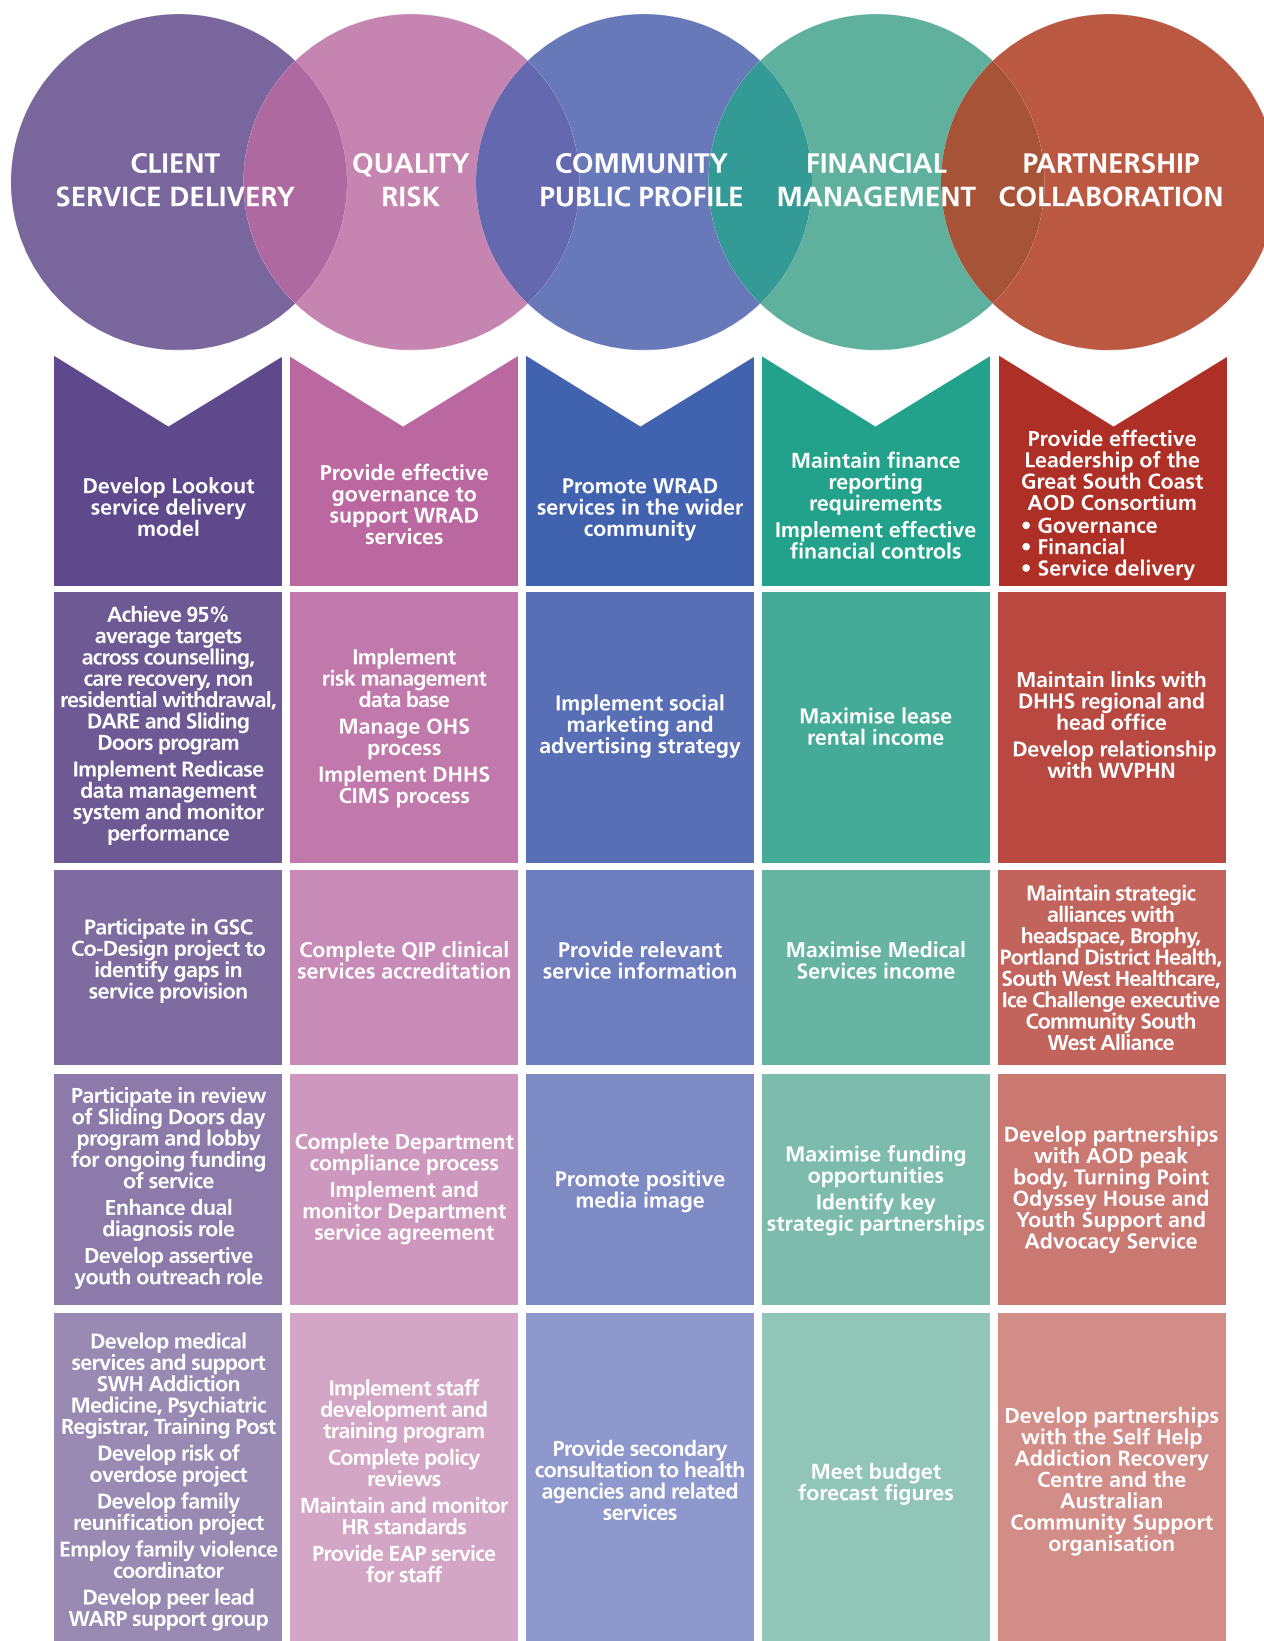 CLIENT
SERVICE DELIVERY
QUALITY
RISK
COMMUNITY
PUBLIC PROFILE
FINANCIAL
MANAGEMENT
PARTNERSHIP
COLLABORATION
Develop Lookout
service delivery
model
Provide effective
governance to
support WRAD
services
Promote WRAD
services in the wider
community
Maintain finance
reporting
requirements
Implement effective
financial controls
Provide effective
Leadership of the
Great South Coast
AOD Consortium
• Governance
• Financial
• Service delivery
Achieve 95%
average targets
across counselling,
care recovery, non
residential withdrawal,
DARE and Sliding
Doors program
Implement Redicase
data management
system and monitor
performance
Implement
risk management
data base
Manage OHS
process
Implement DHHS
CIMS process
Implement social
marketing and
advertising strategy
Maximise lease
rental income
Maintain links with
DHHS regional and
head office
Develop relationship
with WVPHN
Participate in GSC
Co-Design project to
identify gaps in
service provision
Complete QIP clinical
services accreditation
Provide relevant
service information
Maximise Medical
Services income
Maintain strategic
alliances with
headspace, Brophy,
Portland District Health,
South West Healthcare,
Ice Challenge executive
Community South
West Alliance
Participate in review
of Sliding Doors day
program and lobby
for ongoing funding
of service
Enhance dual
diagnosis role
Develop assertive
youth outreach role
Complete Department
compliance process
Implement and
monitor Department
service agreement
Promote positive
media image
Maximise funding
opportunities
Identify key
strategic partnerships
Develop partnerships
with AOD peak
body, Turning Point
Odyssey House and
Youth Support and
Advocacy Service
Develop medical
services and support
SWH Addiction
Medicine, Psychiatric
Registrar, Training Post
Develop risk of
overdose project
Develop family
reunification project
Employ family violence
coordinator
Develop peer lead
WARP support group
Implement staff
development and
training program
Complete policy
reviews
Maintain and monitor
HR standards
Provide EAP service
for staff
Provide secondary
consultation to health
agencies and related
services
Meet budget
forecast figures
Develop partnerships
with the Self Help
Addiction Recovery
Centre and the
Australian
Community Support
organisation